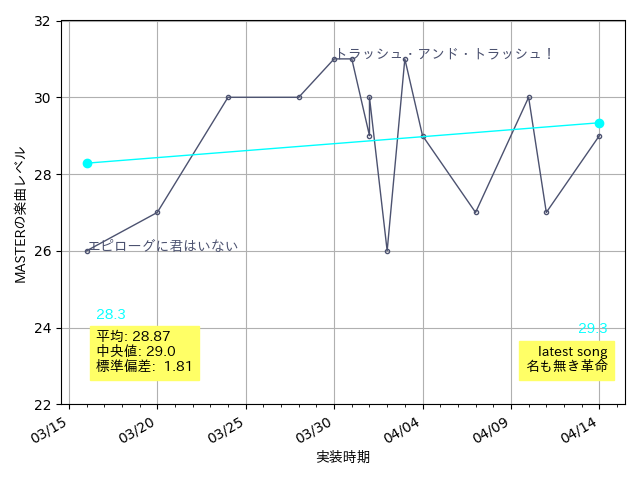 32
30
28
26
24
22
MASTERの楽曲レベル
トラッシュ・アンド・トラッシュ！
エピローグに君はいない
28.3
平均: 28.87
中央値: 29.0
標準偏差: 1.81
29.3
latest song
名も無き革命
03/15
03/20
03/25
03/30
04/04
04/09
04/14
実装時期